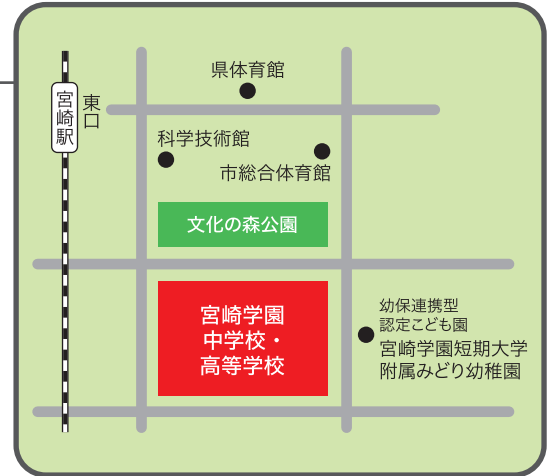 県体育館
宮崎駅
東口
科学技術館
市総合体育館
文化の森公園
宮崎学園
中学校・
高等学校
幼保連携型
認定こども園
宮崎学園短期大学
附属みどり幼稚園